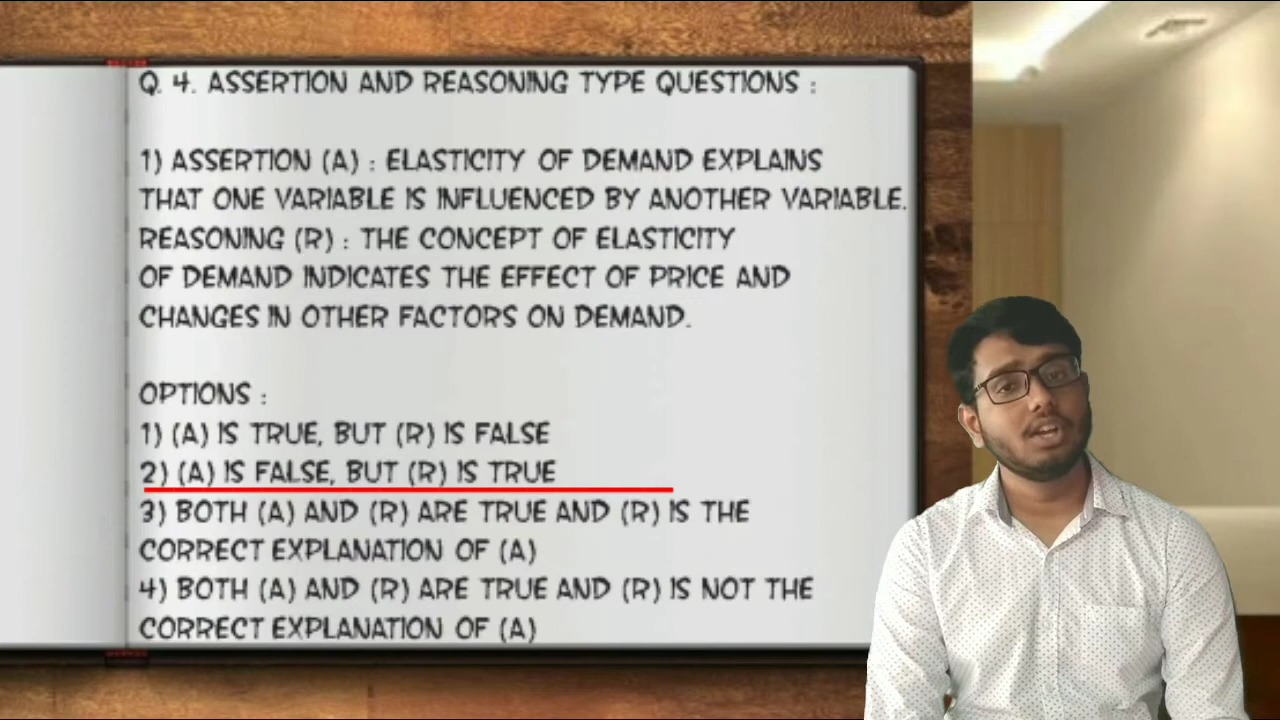 Q. 4. ASSERTION AND REASONING TYPE QUESTIONS :
1) ASSERTION (A) : ELASTICITY OF DEMAND EXPLAINS
THAT ONE VARIABLE IS INFLUENCED BY ANOTHER VARIABLE.
REASONING (R) : THE CONCEPT OF ELASTICITY
OF DEMAND INDICATES THE EFFECT OF PRICE AND
CHANGES IN OTHER FACTORS ON DEMAND.
OPTIONS :
1) (A) IS TRUE, BUT (R) IS FALSE
2) (A) IS FALSE, BUT (R) IS TRUE
3) BOTH (A) AND (R) ARE TRUE AND (R) IS THE
CORRECT EXPLANATION OF (A)
4) BOTH (A) AND (R) ARE TRUE AND (R) IS NOT THE
CORRECT EXPLANATION OF (A)